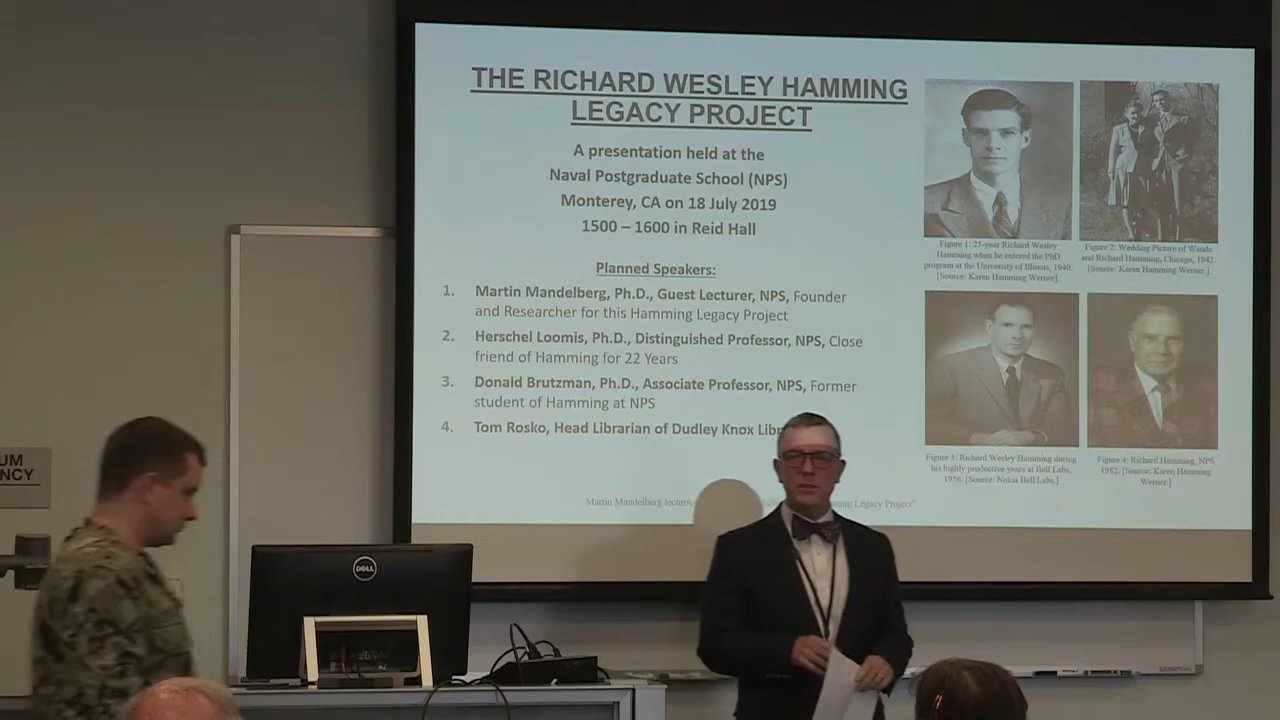 THE RICHARD WESLEY HAMMING
LEGACY PROJECT
A presentation held at the
Naval Postgraduate School (NPS)
Monterey, CA on 18 July 2019
1500 – 1600 in Reid Hall
Planned Speakers:
1. Martin Mandelberg, Ph.D., Guest Lecturer, NPS, Founder
and Researcher for this Hamming Legacy Project
2. Herschel Loomis, Ph.D., Distinguished Professor, NPS, Close
friend of Hamming for 22 Years
3. Donald Brutzman, Ph.D., Associate Professor, NPS, Former
student of Hamming at NPS
4. Tom Rosko, Head Librarian of Dudley Knox
Martin Mandelberg
Legacy Project"
Figure 1: 25-year Richard Wesley
Hamming when he entered the PhD
program at the University of Illinois, 1940.
[Source: Karen Hamming Werner].
Figure 2: Wedding Picture of Wanda
and Richard Hamming, Chicago, 1942.
[Source: Karen Hamming Werner.]
Figure 3: Richard Wesley Hamming during
his highly productive years at Bell Labs,
1956. [Source: Nokia Bell Labs.]
Figure 4: Richard Hamming, NPS
1982. [Source: Karen Hamming
Werner.]
UM
NCY
DELL